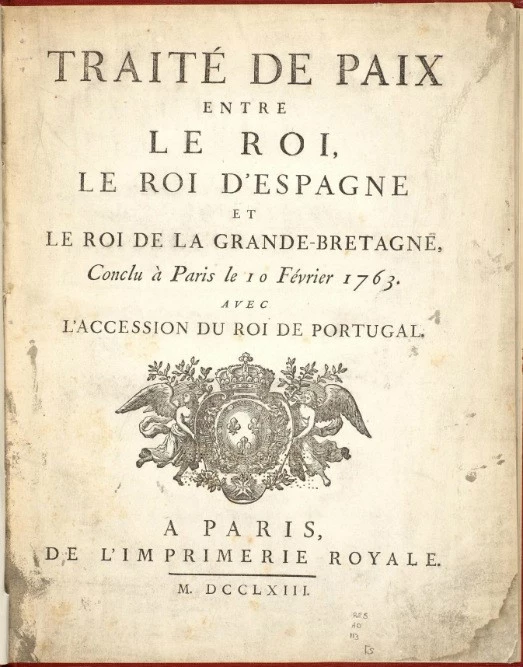 TRAITÉ DE PAIX
ENTRE
LE ROI,
LE ROI D'ESPAGNE
ET
LE ROI DE LA GRANDE-BRETAGNE,
Conclu à Paris le 10 Février 1763.
AVEC
L'ACCESSION DU ROI DE PORTUGAL.
A PARIS,
DE L'IMPRIMERIE ROYALE.
M. DCCLXIII.